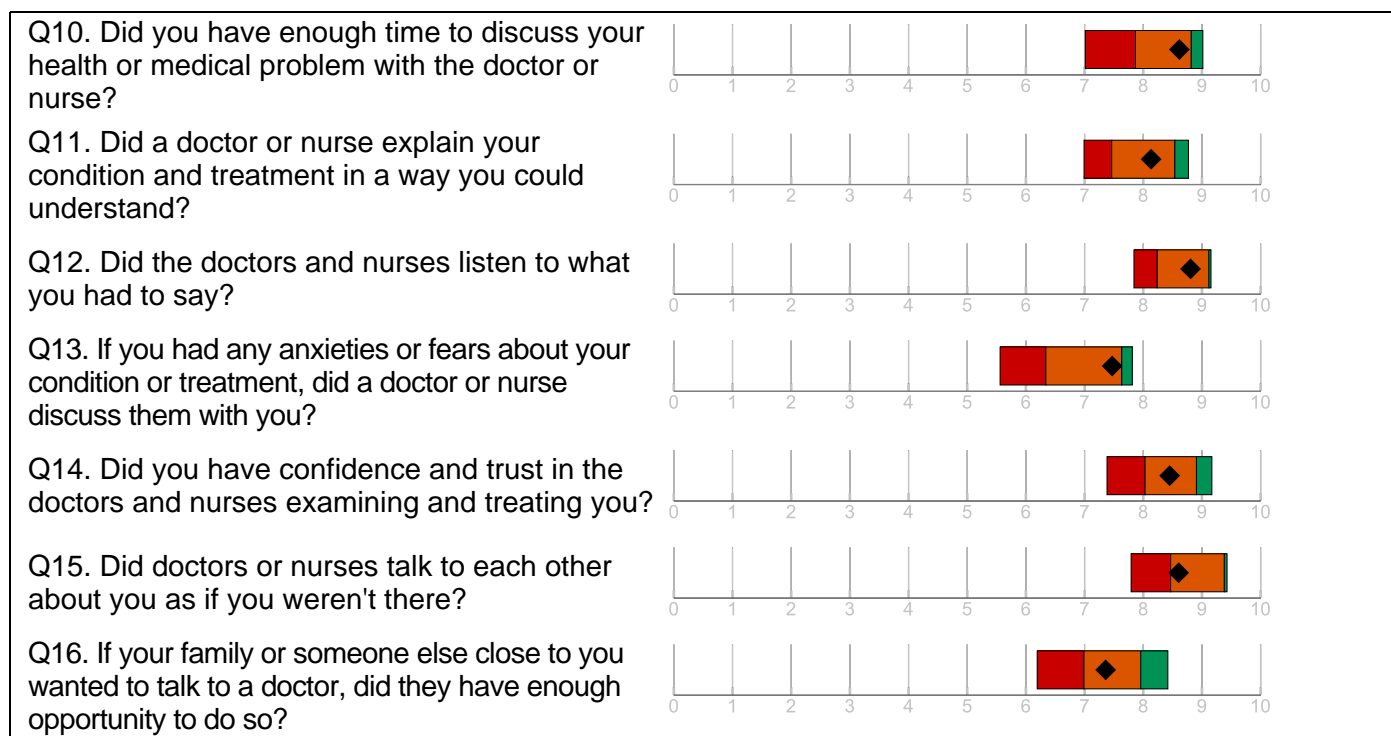 Q10. Did you have enough time to discuss your
health or medical problem with the doctor or
nurse?
0 1 2 3 4 5 6 7 8 9 10
Q11. Did a doctor or nurse explain your
condition and treatment in a way you could
understand?
0 1 2 3 4 5 6 7 8 9 10
Q12. Did the doctors and nurses listen to what
you had to say?
0 1 2 3 4 5 6 7 8 9 10
Q13. If you had any anxieties or fears about your
condition or treatment, did a doctor or nurse
discuss them with you?
0 1 2 3 4 5 6 7 8 9 10
Q14. Did you have confidence and trust in the
doctors and nurses examining and treating you?
0 1 2 3 4 5 6 7 8 9 10
Q15. Did doctors or nurses talk to each other
about you as if you weren't there?
0 1 2 3 4 5 6 7 8 9 10
Q16. If your family or someone else close to you
wanted to talk to a doctor, did they have enough
opportunity to do so?
0 1 2 3 4 5 6 7 8 9 10